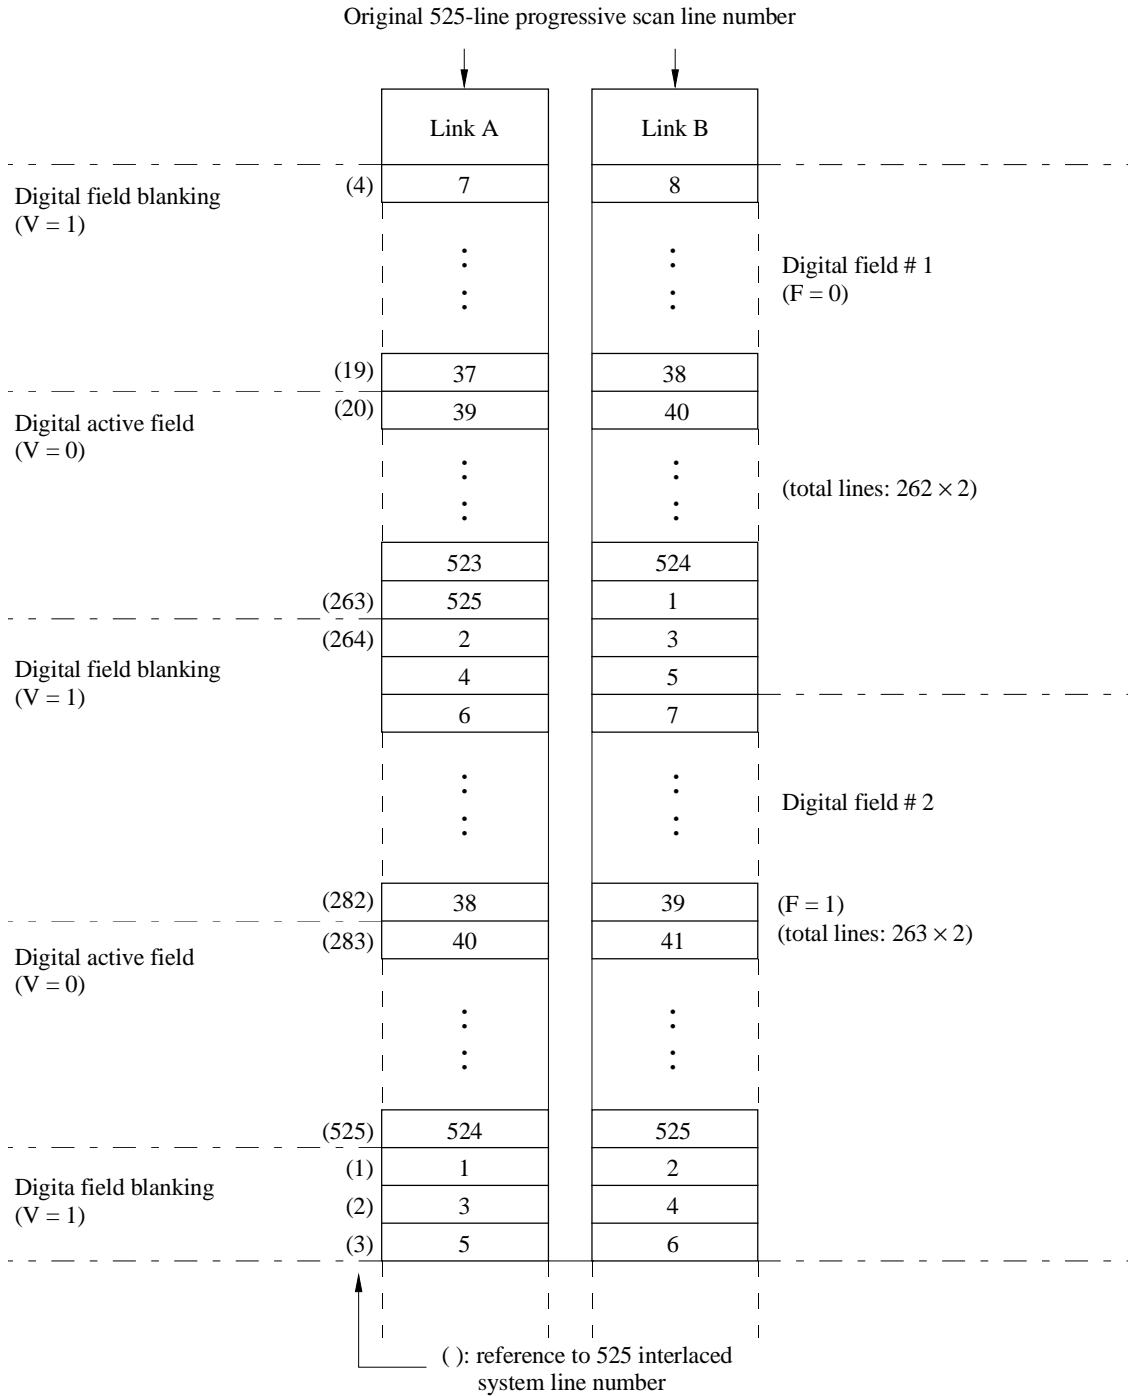 Original 525-line progressive scan line number
Link A Link B
Digital field blanking
(V = 1)
(4) 7 8
Digital field # 1
(F = 0)
(19) 37 38
Digital active field
(V = 0)
(20) 39 40
(total lines: 262 × 2)
523 524
(263) 525 1
(264) 2 3
Digital field blanking
(V = 1)
4 5
6 7
Digital field # 2
(282) 38 39
(F = 1)
(283) 40 41
(total lines: 263 × 2)
Digital active field
(V = 0)
(525) 524 525
(1) 1 2
Digita field blanking
(V = 1)
(2) 3 4
(3) 5 6
( ): reference to 525 interlaced
system line number